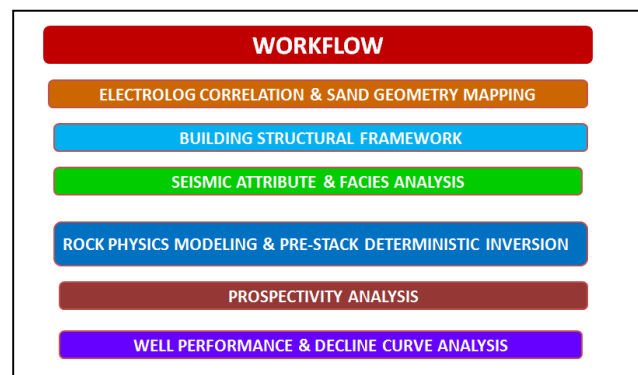 WORKFLOW
ELECTROLOG CORRELATION & SAND GEOMETRY MAPPING
BUILDING STRUCTURAL FRAMEWORK
SEISMIC ATTRIBUTE & FACIES ANALYSIS
ROCK PHYSICS MODELING & PRE-STACK DETERMINISTIC INVERSION
PROSPECTIVITY ANALYSIS
WELL PERFORMANCE & DECLINE CURVE ANALYSIS